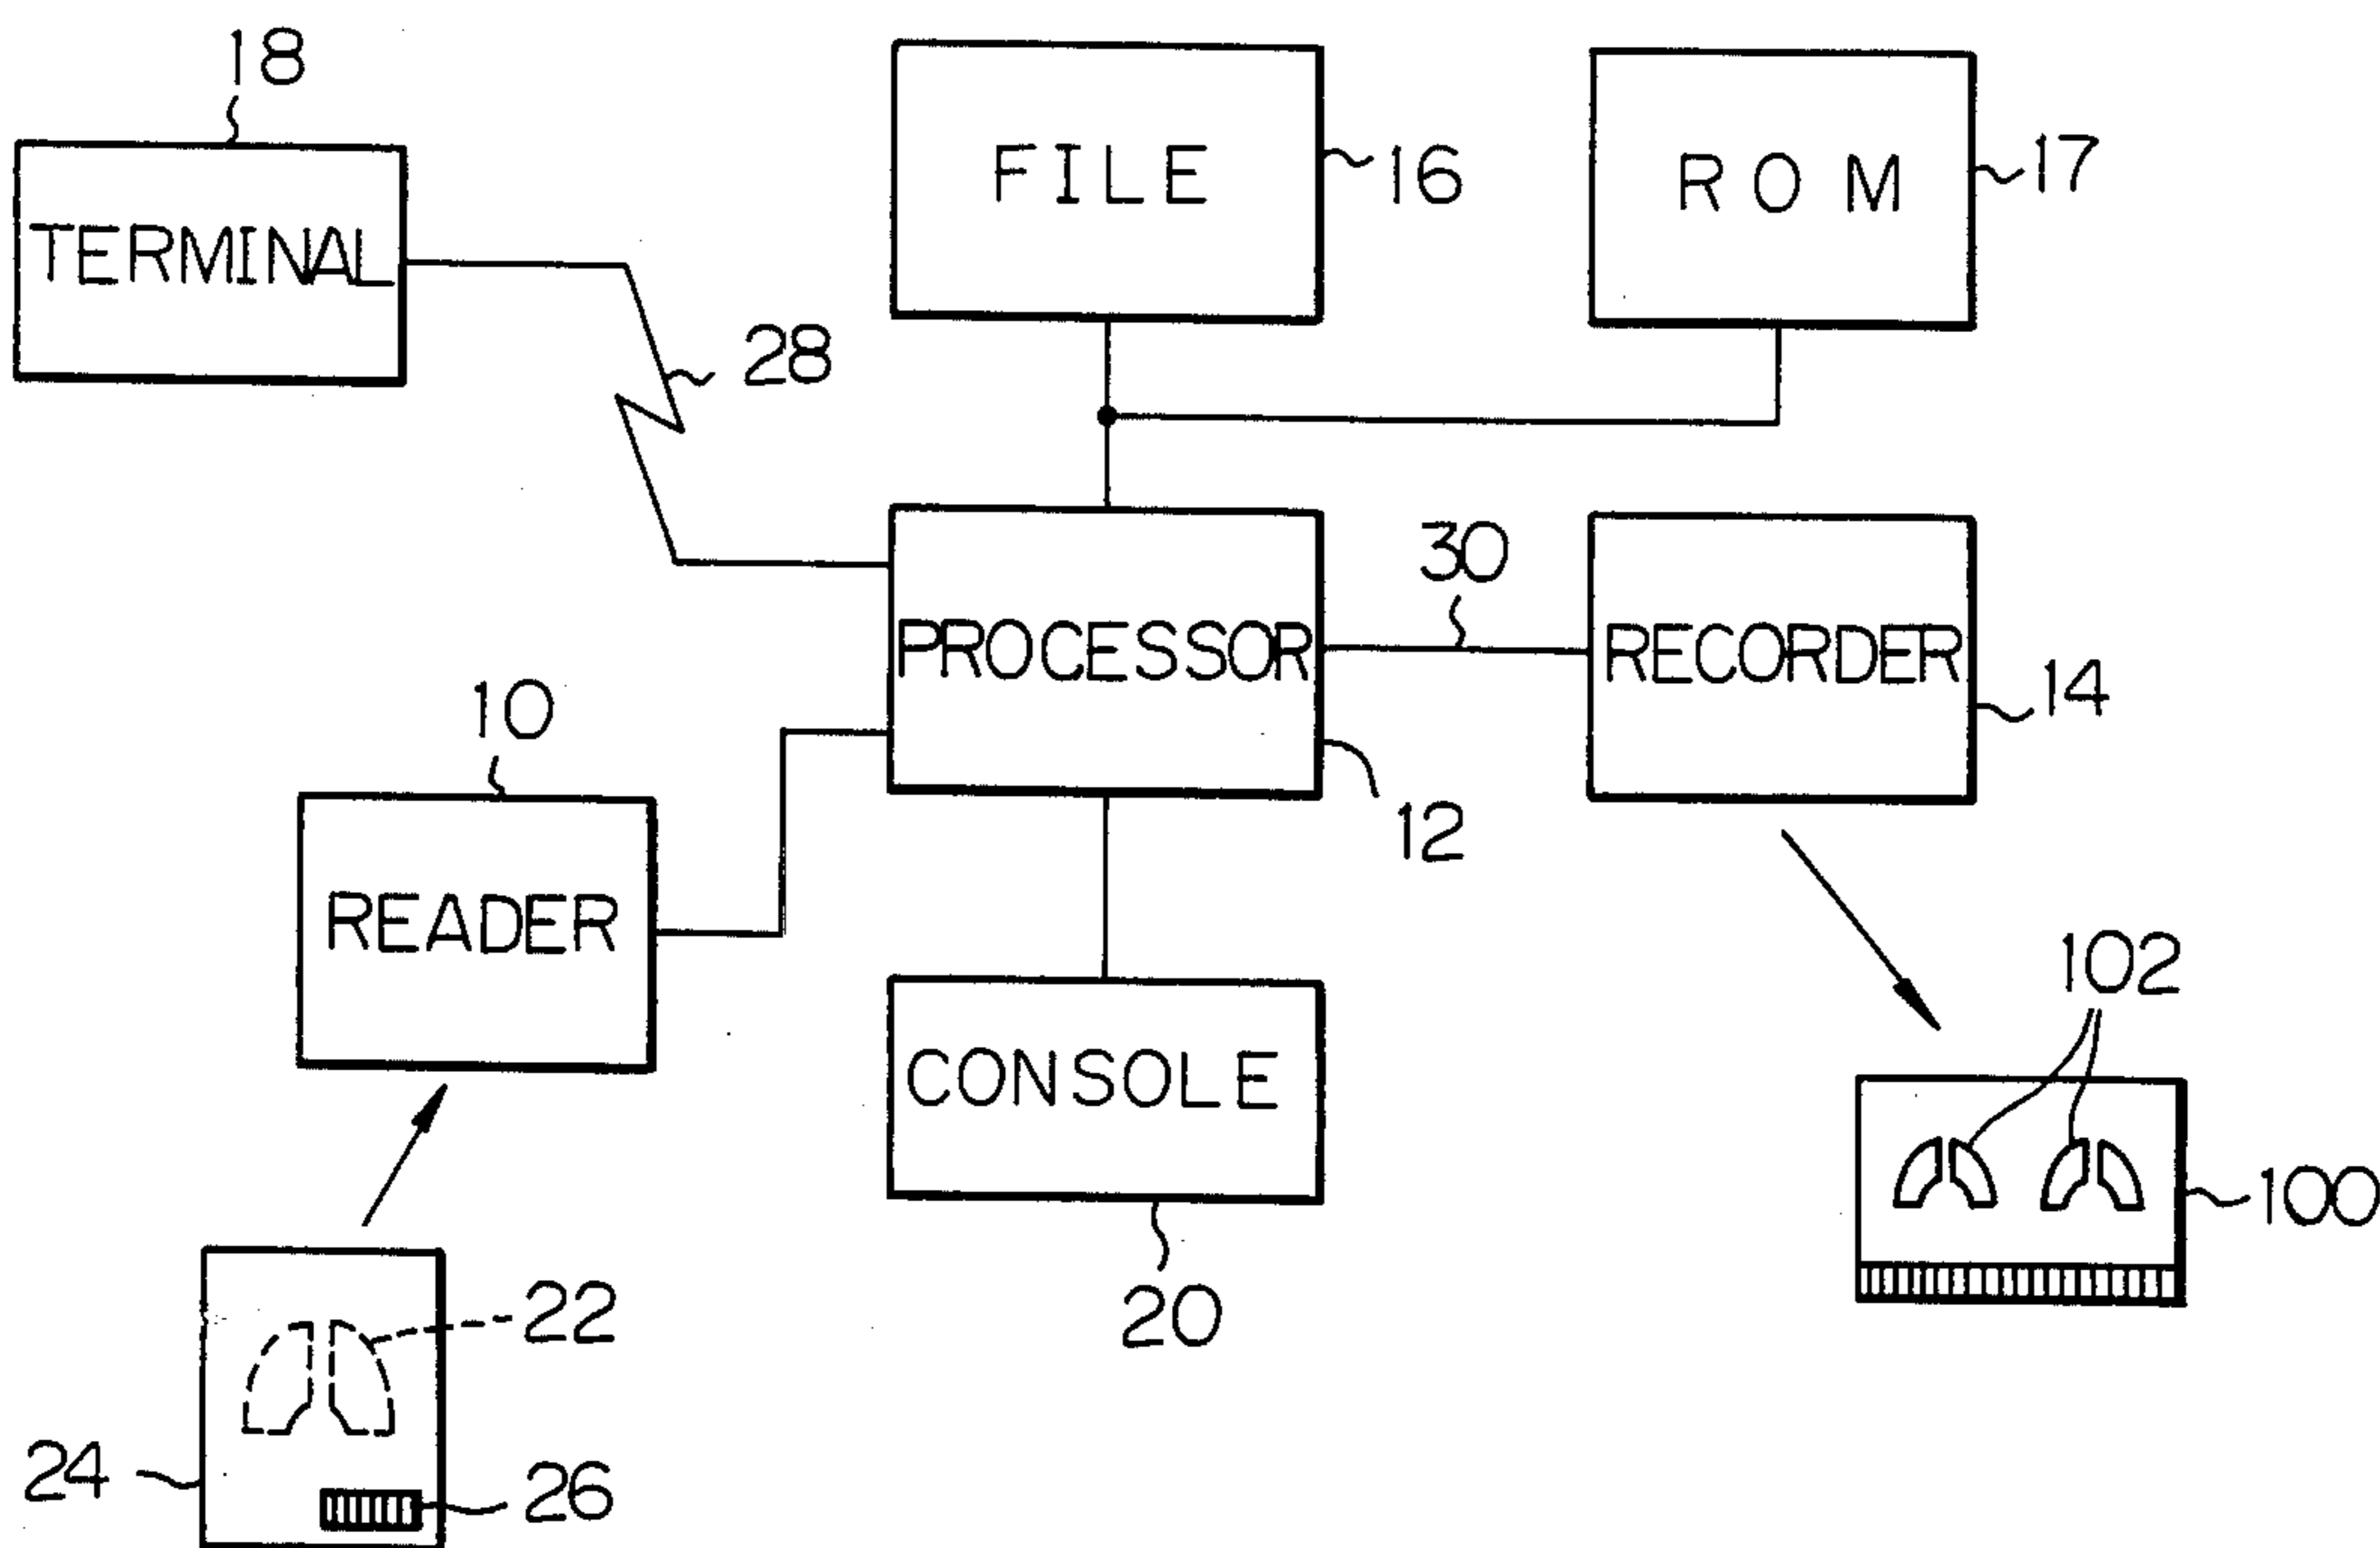 18
TERMINAL
FILE
16
ROM
17
28
PROCESSOR
30
RECORDER
14
12
10
READER
CONSOLE
20
102
100
22
24
26